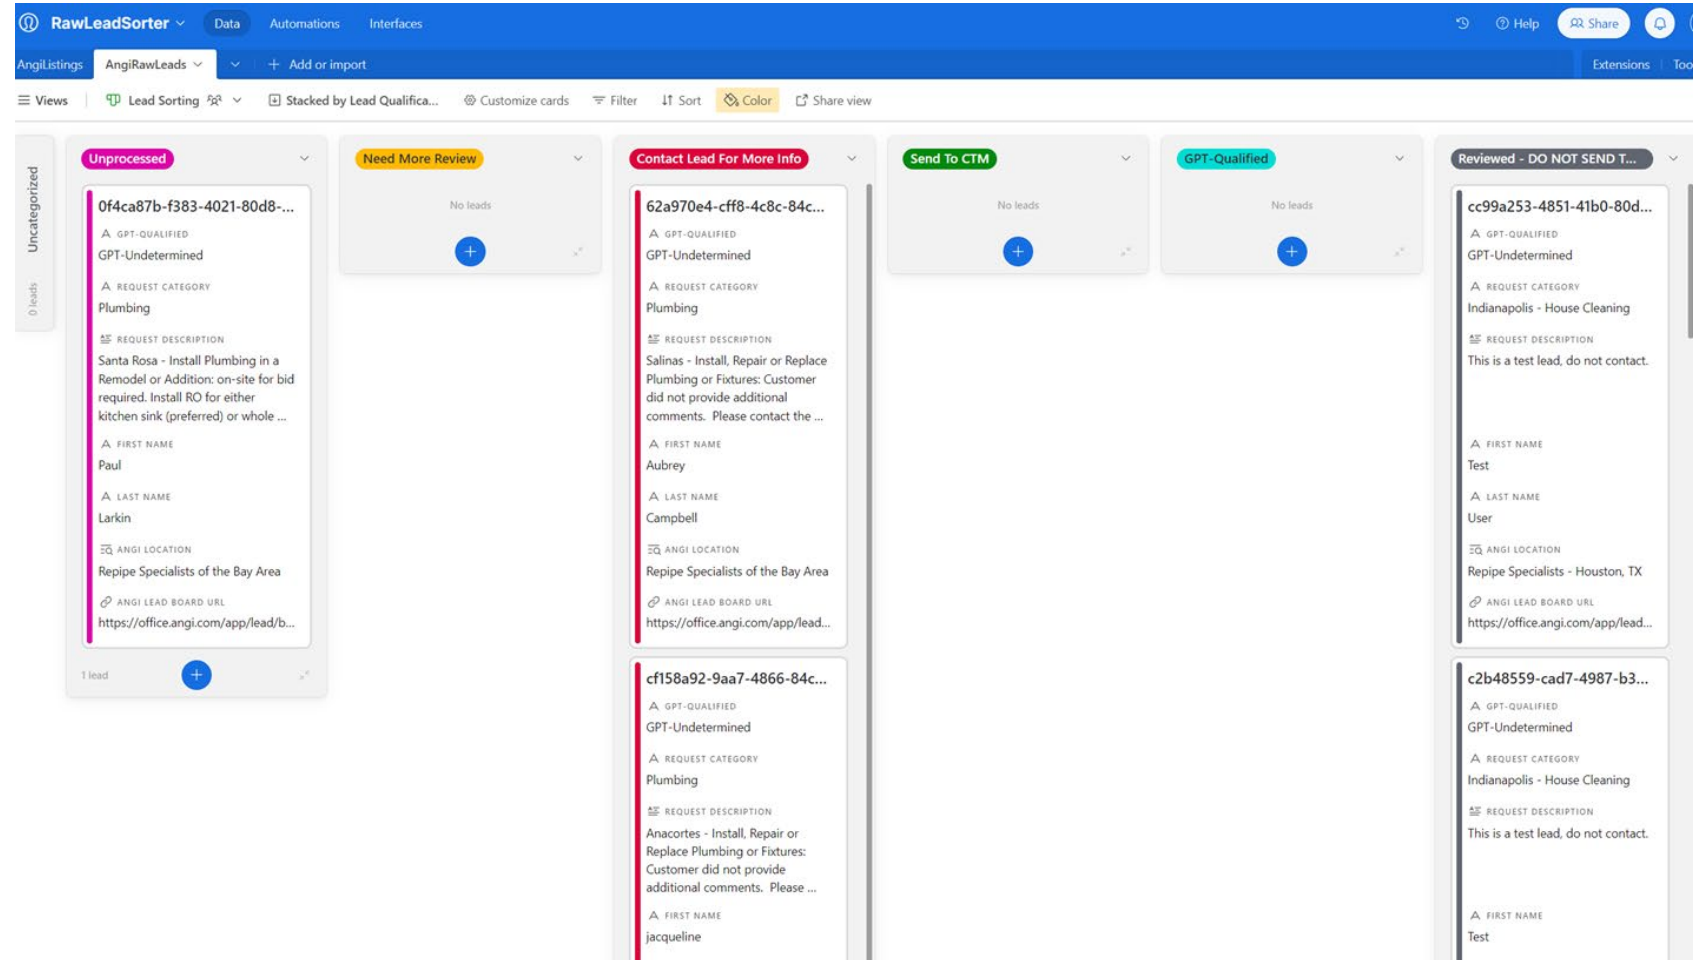 RawLeadSorter
Data
Automations
Interfaces
Help
Share
AngiListings
AngiRawLeads
Add or import
Extensions
Too
Views
Lead Sorting
Stacked by Lead Qualifica...
Customize cards
Filter
Sort
Color
Share view
Uncategorized
0 leads
Unprocessed
0f4ca87b-f383-4021-80d8-...
GPT-QUALIFIED
GPT-Undetermined
REQUEST CATEGORY
Plumbing
REQUEST DESCRIPTION
Santa Rosa - Install Plumbing in a
Remodel or Addition: on-site for bid
required. Install RO for either
kitchen sink (preferred) or whole ...
FIRST NAME
Paul
LAST NAME
Larkin
ANGI LOCATION
Repipe Specialists of the Bay Area
ANGI LEAD BOARD URL
https://office.angi.com/app/lead/b...
1 lead
Need More Review
No leads
Contact Lead For More Info
62a970e4-cff8-4c8c-84c...
GPT-QUALIFIED
GPT-Undetermined
REQUEST CATEGORY
Plumbing
REQUEST DESCRIPTION
Salinas - Install, Repair or Replace
Plumbing or Fixtures: Customer
did not provide additional
comments. Please contact the ...
FIRST NAME
Aubrey
LAST NAME
Campbell
ANGI LOCATION
Repipe Specialists of the Bay Area
ANGI LEAD BOARD URL
https://office.angi.com/app/lead...
cf158a92-9aa7-4866-84c...
GPT-QUALIFIED
GPT-Undetermined
REQUEST CATEGORY
Plumbing
REQUEST DESCRIPTION
Anacortes - Install, Repair or
Replace Plumbing or Fixtures:
Customer did not provide
additional comments. Please ...
FIRST NAME
jacqueline
Send To CTM
No leads
GPT-Qualified
No leads
Reviewed - DO NOT SEND T...
cc99a253-4851-41b0-80d...
GPT-QUALIFIED
GPT-Undetermined
REQUEST CATEGORY
Indianapolis - House Cleaning
REQUEST DESCRIPTION
This is a test lead, do not contact.
FIRST NAME
Test
LAST NAME
User
ANGI LOCATION
Repipe Specialists - Houston, TX
ANGI LEAD BOARD URL
https://office.angi.com/app/lead...
c2b48559-cad7-4987-b3...
GPT-QUALIFIED
GPT-Undetermined
REQUEST CATEGORY
Indianapolis - House Cleaning
REQUEST DESCRIPTION
This is a test lead, do not contact.
FIRST NAME
Test